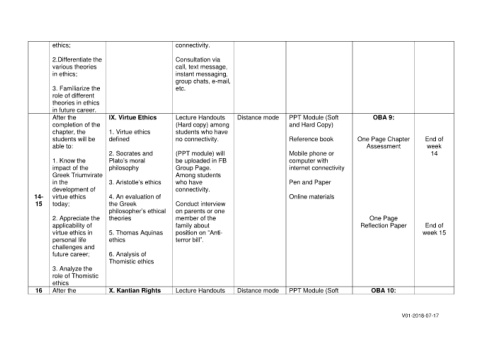 ethics;
2.Differentiate the
various theories
in ethics;
3. Familiarize the
role of different
theories in ethics
in future career.
connectivity.
Consultation via
call, text message,
instant messaging,
group chats, e-mail,
etc.
14-
15
After the
completion of the
chapter, the
students will be
able to:
1. Know the
impact of the
Greek Triumvirate
in the
development of
virtue ethics
today;
2. Appreciate the
applicability of
virtue ethics in
personal life
challenges and
future career;
3. Analyze the
role of Thomistic
ethics
IX. Virtue Ethics
1. Virtue ethics
defined
2. Socrates and
Plato's moral
philosophy
3. Aristotle's ethics
4. An evaluation of
the Greek
philosopher's ethical
theories
5. Thomas Aquinas
ethics
6. Analysis of
Thomistic ethics
Lecture Handouts
(Hard copy) among
students who have
no connectivity.
(PPT module) will
be uploaded in FB
Group Page.
Among students
who have
connectivity.
Conduct interview
on parents or one
member of the
family about
position on "Anti-
terror bill".
Distance mode
PPT Module (Soft
and Hard Copy)
Reference book
Mobile phone or
computer with
internet connectivity
Pen and Paper
Online materials
OBA 9:
One Page Chapter
Assessment
One Page
Reflection Paper
End of
week
14
End of
week 15
16
After the
X. Kantian Rights
Lecture Handouts
Distance mode
PPT Module (Soft
OBA 10:
V01-2018-07-17